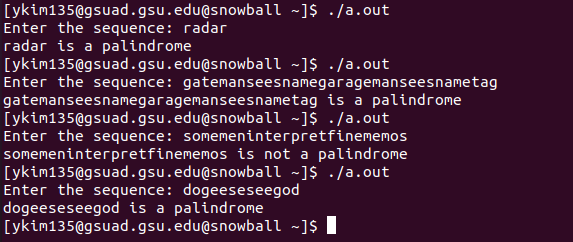 [ykim135@gsuad.gsu.edu@snowball ~]$ ./a.out
Enter the sequence: radar
radar is a palindrome
[ykim135@gsuad.gsu.edu@snowball ~]$ ./a.out
Enter the sequence: gatemanseesnamegaragemanseesnametag
gatemanseesnamegaragemanseesnametag is a palindrome
[ykim135@gsuad.gsu.edu@snowball ~]$ ./a.out
Enter the sequence: somemeninterpretfinememos
somemeninterpretfinememos is not a palindrome
[ykim135@gsuad.gsu.edu@snowball ~]$ ./a.out
Enter the sequence: dogeeseseegod
dogeeseseegod is a palindrome
[ykim135@gsuad.gsu.edu@snowball ~]$